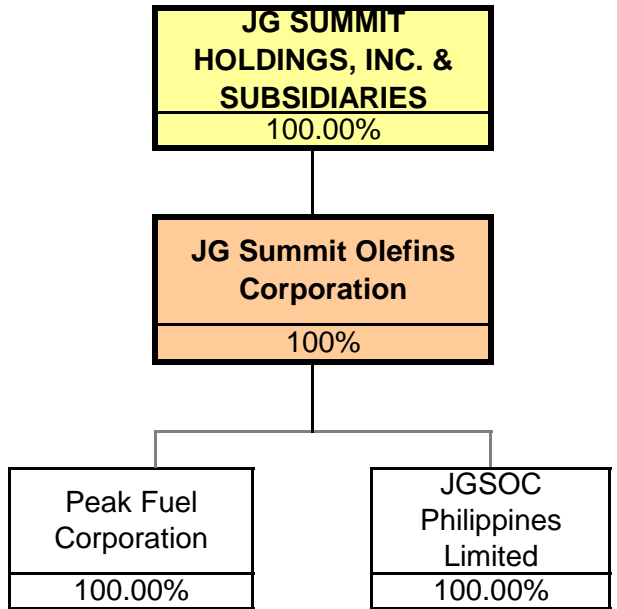 JG SUMMIT
HOLDINGS, INC. &
SUBSIDIARIES
100.00%
JG Summit Olefins
Corporation
100%
Peak Fuel
Corporation
100.00%
JGSOC
Philippines
Limited
100.00%